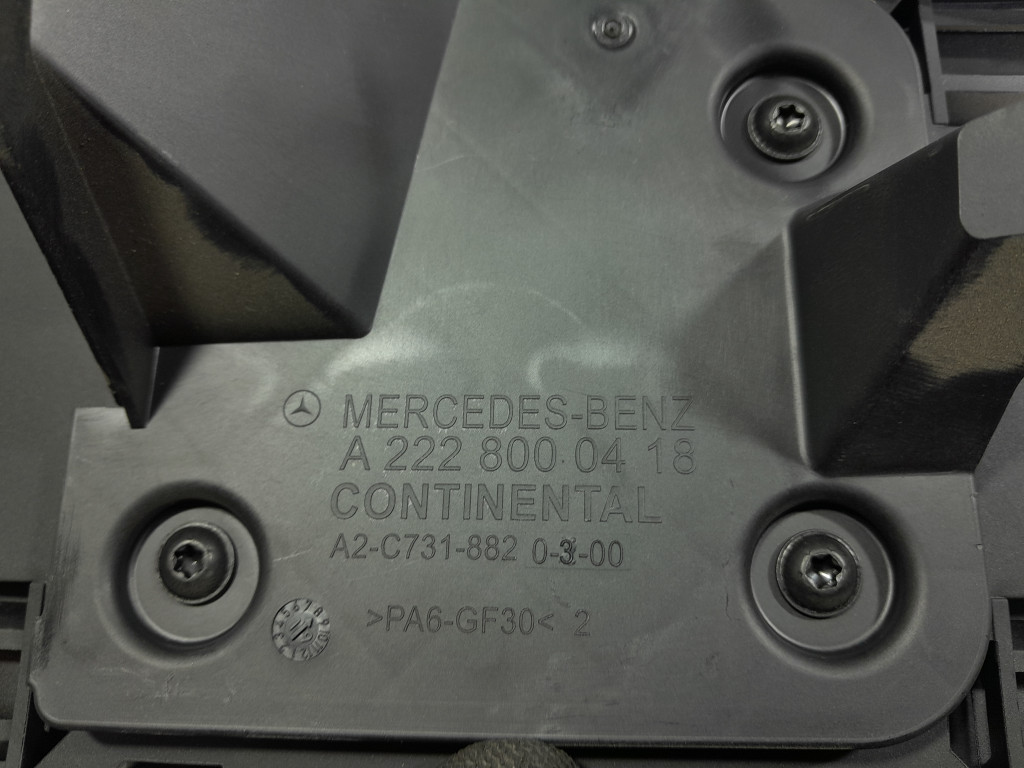 MERCEDES-BENZ
A 222 800 04 18
CONTINENTAL
A2-C731-882 0-3-00
>PA6-GF30< 2